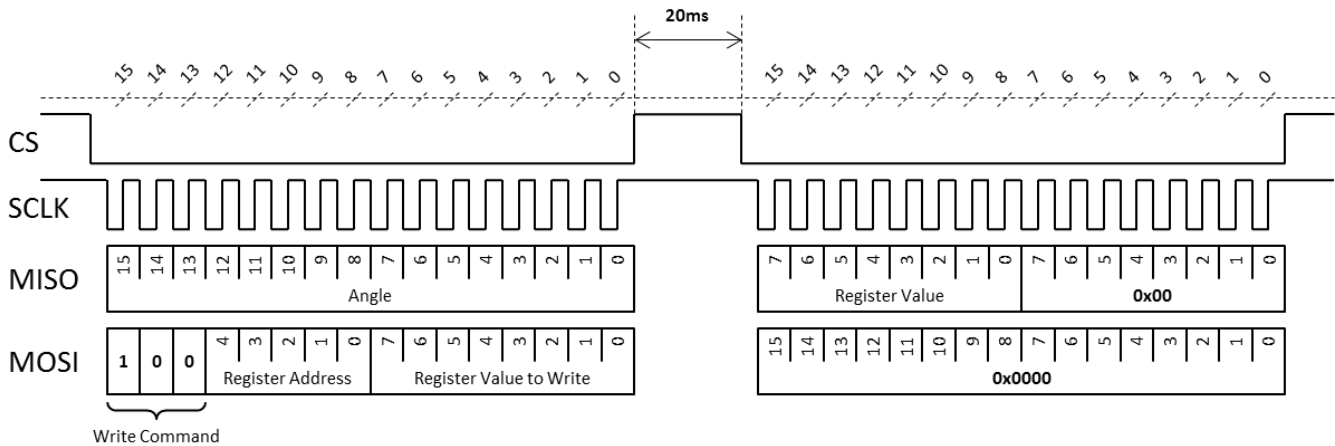 20ms
15 14 13 12 11 10 9 8 7 6 5 4 3 2 1 0 15 14 13 12 11 10 9 8 7 6 5 4 3 2 1 0
CS
SCLK
MISO 15 14 13 12 11 10 9 8 7 6 5 4 3 2 1 0 7 6 5 4 3 2 1 0 7 6 5 4 3 2 1 0
Angle Register Value 0x00
MOSI 1 0 0 4 3 2 1 0 7 6 5 4 3 2 1 0 15 14 13 12 11 10 9 8 7 6 5 4 3 2 1 0
Register Address Register Value to Write 0x0000
Write Command